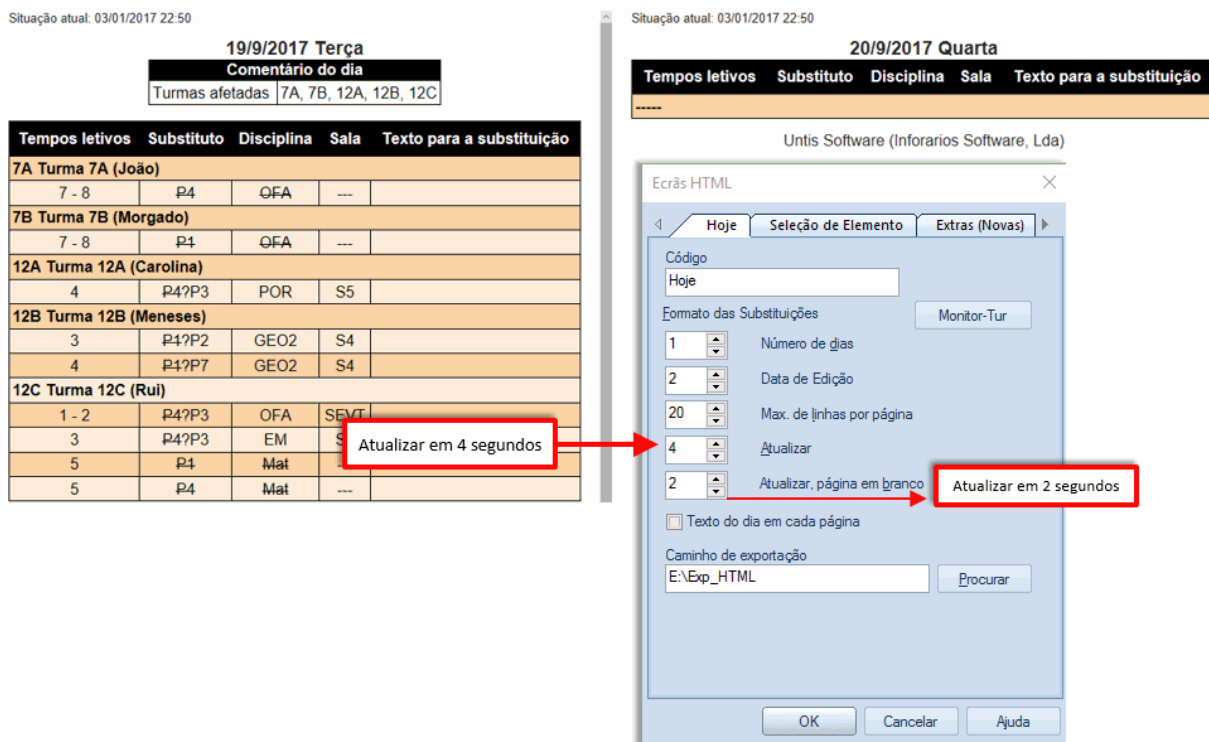 Situação atual: 03/01/2017 22:50
19/9/2017 Terça
Comentário do dia
Turmas afetadas 7A, 7B, 12A, 12B, 12C
Tempos letivos Substituto Disciplina Sala Texto para a substituição
7A Turma 7A (João)
7 - 8 P4 OFA ---
7B Turma 7B (Morgado)
7 - 8 P1 OFA ---
12A Turma 12A (Carolina)
4 P4?P3 POR S5
12B Turma 12B (Meneses)
3 P1?P2 GEO2 S4
4 P1?P7 GEO2 S4
12C Turma 12C (Rui)
1 - 2 P4?P3 OFA SEVT
3 P4?P3 EM
5 P1 Mat
5 P4 Mat ---
Atualizar em 4 segundos
Situação atual: 03/01/2017 22:50
20/9/2017 Quarta
Tempos letivos Substituto Disciplina Sala Texto para a substituição
-----
Untis Software (Inforarios Software, Lda)
Ecrãs HTML
Hoje Seleção de Elemento Extras (Novas)
Código
Hoje
Formato das Substituições Monitor-Tur
1 Número de dias
2 Data de Edição
20 Max. de linhas por página
4 Atualizar
2 Atualizar, página em branco
Atualizar em 2 segundos
Texto do dia em cada página
Caminho de exportação
E:\Exp_HTML Procurar
OK Cancelar Ajuda